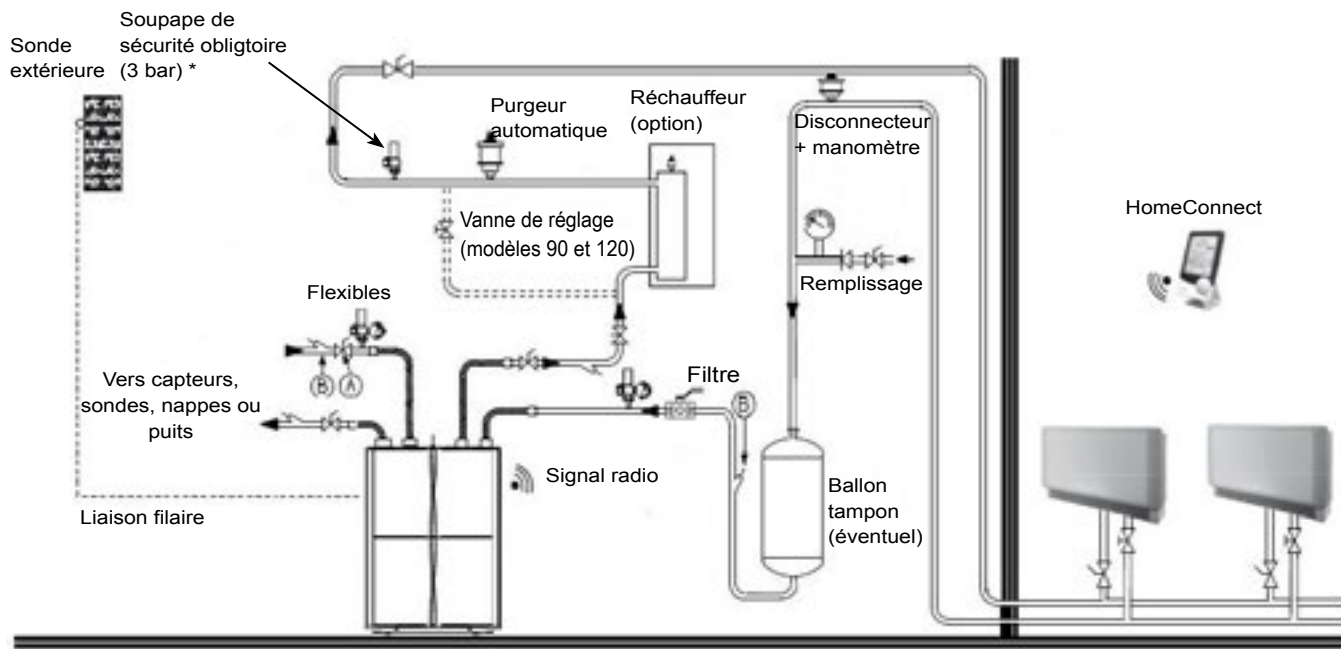 Soupape de
sécurité obligtoire
(3 bar) *
Sonde
extérieure
Purgeur
automatique
Réchauffeur
(option)
Disconnecteur
+ manomètre
HomeConnect
Vanne de réglage
(modèles 90 et 120)
Remplissage
Flexibles
B
A
Filtre
B
Vers capteurs,
sondes, nappes ou
puits
Signal radio
Ballon
tampon
(éventuel)
Liaison filaire